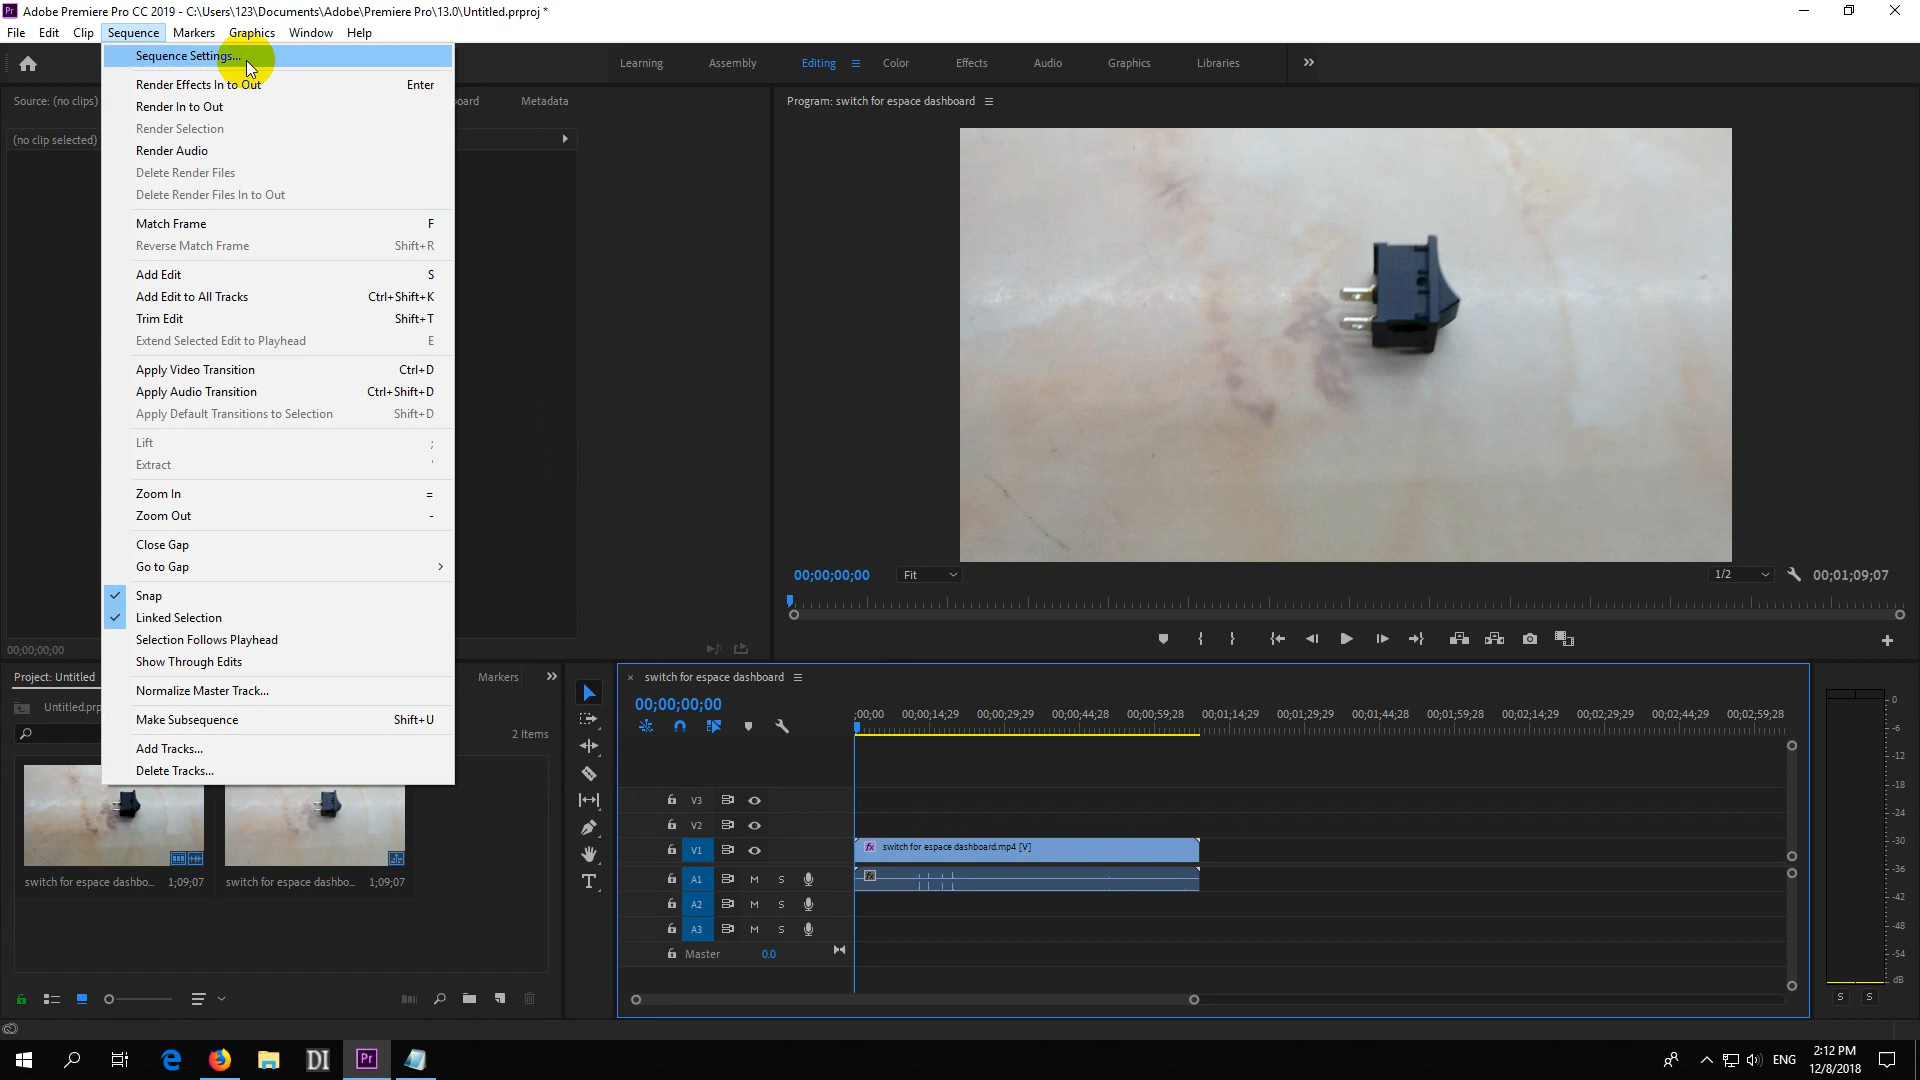 Adobe Premiere Pro CC 2019 - C:\Users\123\Documents\Adobe\Premiere Pro\13.0\Untitled.prproj *
File Edit Clip Sequence Markers Graphics Window Help
Learning Assembly Editing Color Effects Audio Graphics Libraries
Sequence Settings...
Render Effects In to Out Enter
Render In to Out
Render Selection
Render Audio
Delete Render Files
Delete Render Files In to Out
Match Frame F
Reverse Match Frame Shift+R
Add Edit S
Add Edit to All Tracks Ctrl+Shift+K
Trim Edit Shift+T
Extend Selected Edit to Playhead E
Apply Video Transition Ctrl+D
Apply Audio Transition Ctrl+Shift+D
Apply Default Transitions to Selection Shift+D
Lift ;
Extract '
Zoom In =
Zoom Out -
Close Gap
Go to Gap
Snap
Linked Selection
Selection Follows Playhead
Show Through Edits
Normalize Master Track...
Make Subsequence Shift+U
Add Tracks...
Delete Tracks...
Source: (no clips) board Metadata
(no clip selected)
00;00;00;00
Program: switch for espace dashboard
00;00;00;00 Fit 1/2 00;01;09;07
Project: Untitled Markers
Untitled.prp
2 Items
switch for espace dashbo... 1;09;07 switch for espace dashbo... 1;09;07
switch for espace dashboard
00;00;00;00
;00;00 00;00;14;29 00;00;29;29 00;00;44;28 00;00;59;28 00;01;14;29 00;01;29;29 00;01;44;28 00;01;59;28 00;02;14;29 00;02;29;29 00;02;44;29 00;02;59;28
V3
V2
V1 fx switch for espace dashboard.mp4 [V]
A1 M S fx
A2 M S
A3 M S
Master 0.0
0
-6
-12
-18
-24
-30
-36
-42
-48
-54
dB
S S
DI Pr ENG
2:12 PM
12/8/2018